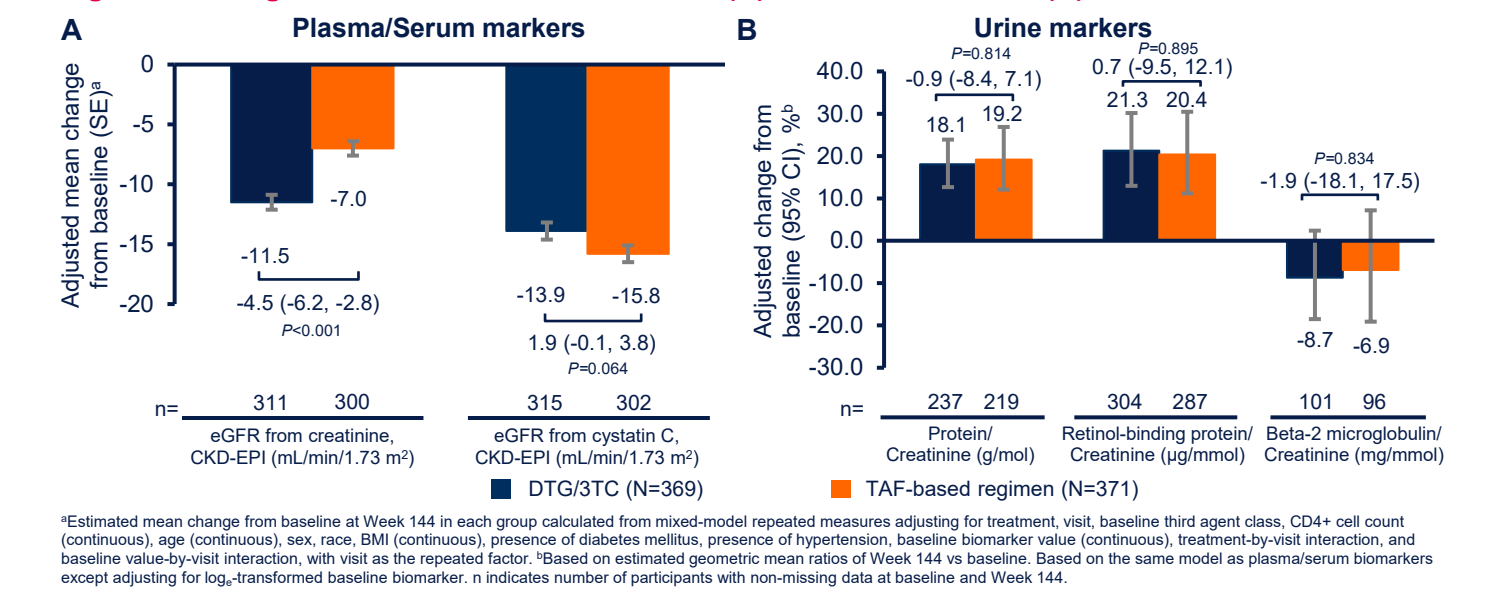 A
Plasma/Serum markers
Adjusted mean change
from baseline (SE)ᵃ
0
-5
-10
-15
-20
-7.0
-11.5
-4.5 (-6.2, -2.8)
P<0.001
-13.9
-15.8
1.9 (-0.1, 3.8)
P=0.064
n=
311
300
315
302
eGFR from creatinine,
CKD-EPI (mL/min/1.73 m²)
eGFR from cystatin C,
CKD-EPI (mL/min/1.73 m²)
B
Urine markers
Adjusted change from
baseline (95% CI), %ᵇ
40.0
30.0
20.0
10.0
0.0
-10.0
-20.0
-30.0
P=0.814
-0.9 (-8.4, 7.1)
18.1
19.2
P=0.895
0.7 (-9.5, 12.1)
21.3
20.4
P=0.834
-1.9 (-18.1, 17.5)
-8.7
-6.9
n=
237
219
304
287
101
96
Protein/
Creatinine (g/mol)
Retinol-binding protein/
Creatinine (µg/mmol)
Beta-2 microglobulin/
Creatinine (mg/mmol)
DTG/3TC (N=369)
TAF-based regimen (N=371)
ᵃEstimated mean change from baseline at Week 144 in each group calculated from mixed-model repeated measures adjusting for treatment, visit, baseline third agent class, CD4+ cell count
(continuous), age (continuous), sex, race, BMI (continuous), presence of diabetes mellitus, presence of hypertension, baseline biomarker value (continuous), treatment-by-visit interaction, and
baseline value-by-visit interaction, with visit as the repeated factor. ᵇBased on estimated geometric mean ratios of Week 144 vs baseline. Based on the same model as plasma/serum biomarkers
except adjusting for logₑ-transformed baseline biomarker. n indicates number of participants with non-missing data at baseline and Week 144.